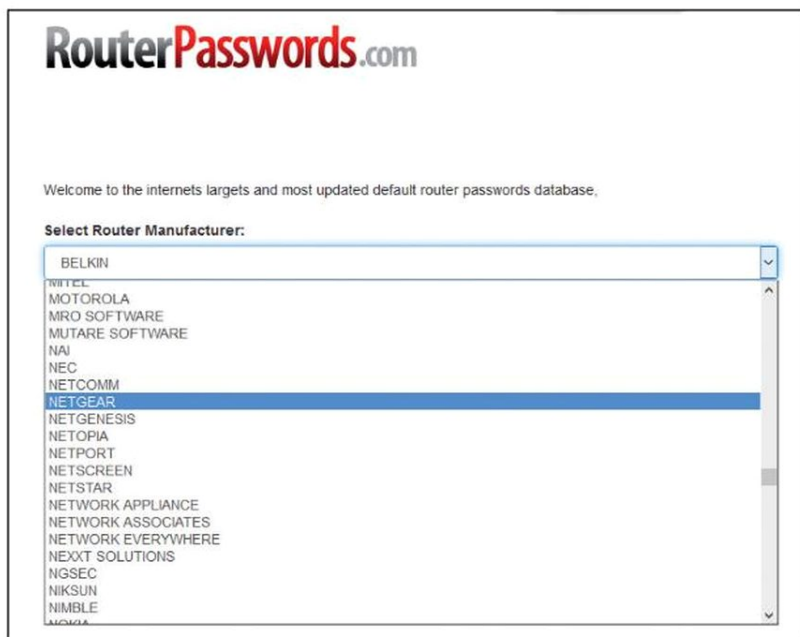 RouterPasswords.com
Welcome to the internets largets and most updated default router passwords database,
Select Router Manufacturer:
BELKIN
MITEL
MOTOROLA
MRO SOFTWARE
MUTARE SOFTWARE
NAI
NEC
NETCOMM
NETGEAR
NETGENESIS
NETOPIA
NETPORT
NETSCREEN
NETSTAR
NETWORK APPLIANCE
NETWORK ASSOCIATES
NETWORK EVERYWHERE
NEXXT SOLUTIONS
NGSEC
NIKSUN
NIMBLE
NOKIA